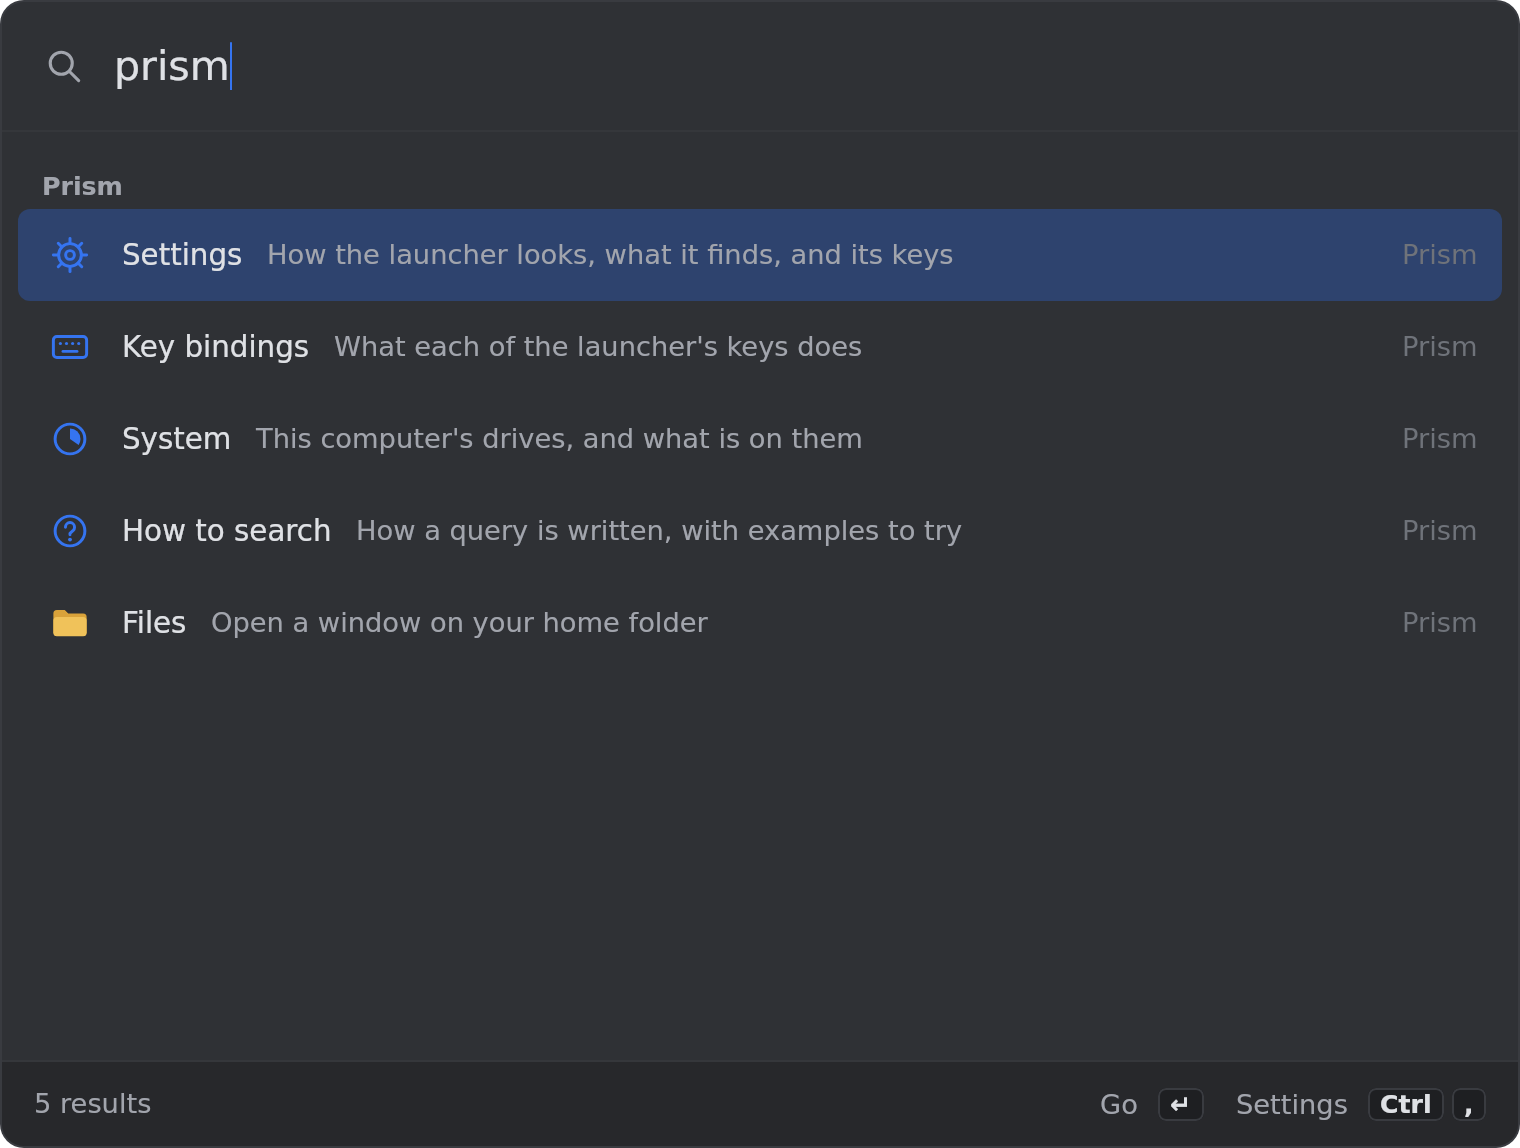 prism
Prism
Settings How the launcher looks, what it finds, and its keys Prism
Key bindings What each of the launcher's keys does Prism
System This computer's drives, and what is on them Prism
How to search How a query is written, with examples to try Prism
Files Open a window on your home folder Prism
5 results Go ↵ Settings Ctrl ,